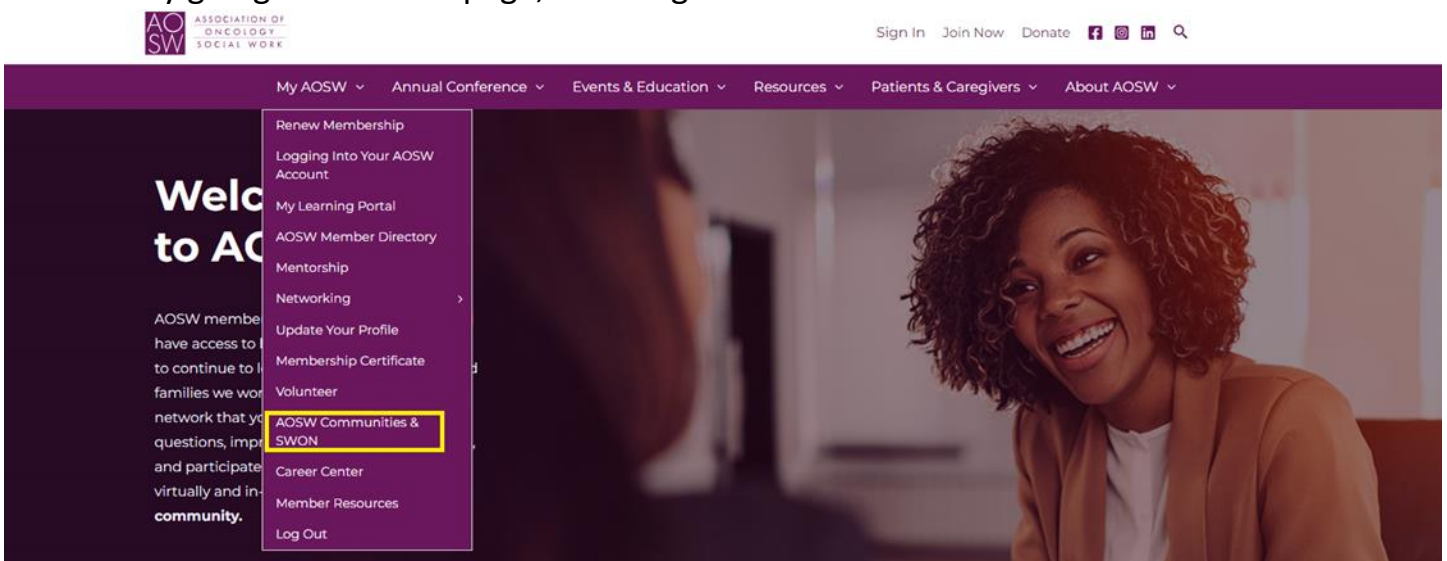 ASSOCIATION OF
ONCOLOGY
SOCIAL WORK
AO
SW
Sign In Join Now Donate
My AOSW Annual Conference Events & Education Resources Patients & Caregivers About AOSW
Renew Membership
Logging Into Your AOSW
Account
My Learning Portal
AOSW Member Directory
Mentorship
Networking
Update Your Profile
Membership Certificate
Volunteer
AOSW Communities &
SWON
Career Center
Member Resources
Log Out
Welc
to AO
AOSW membe
have access to
to continue to
families we wor
network that yo
questions, impr
and participate
virtually and in-
community.